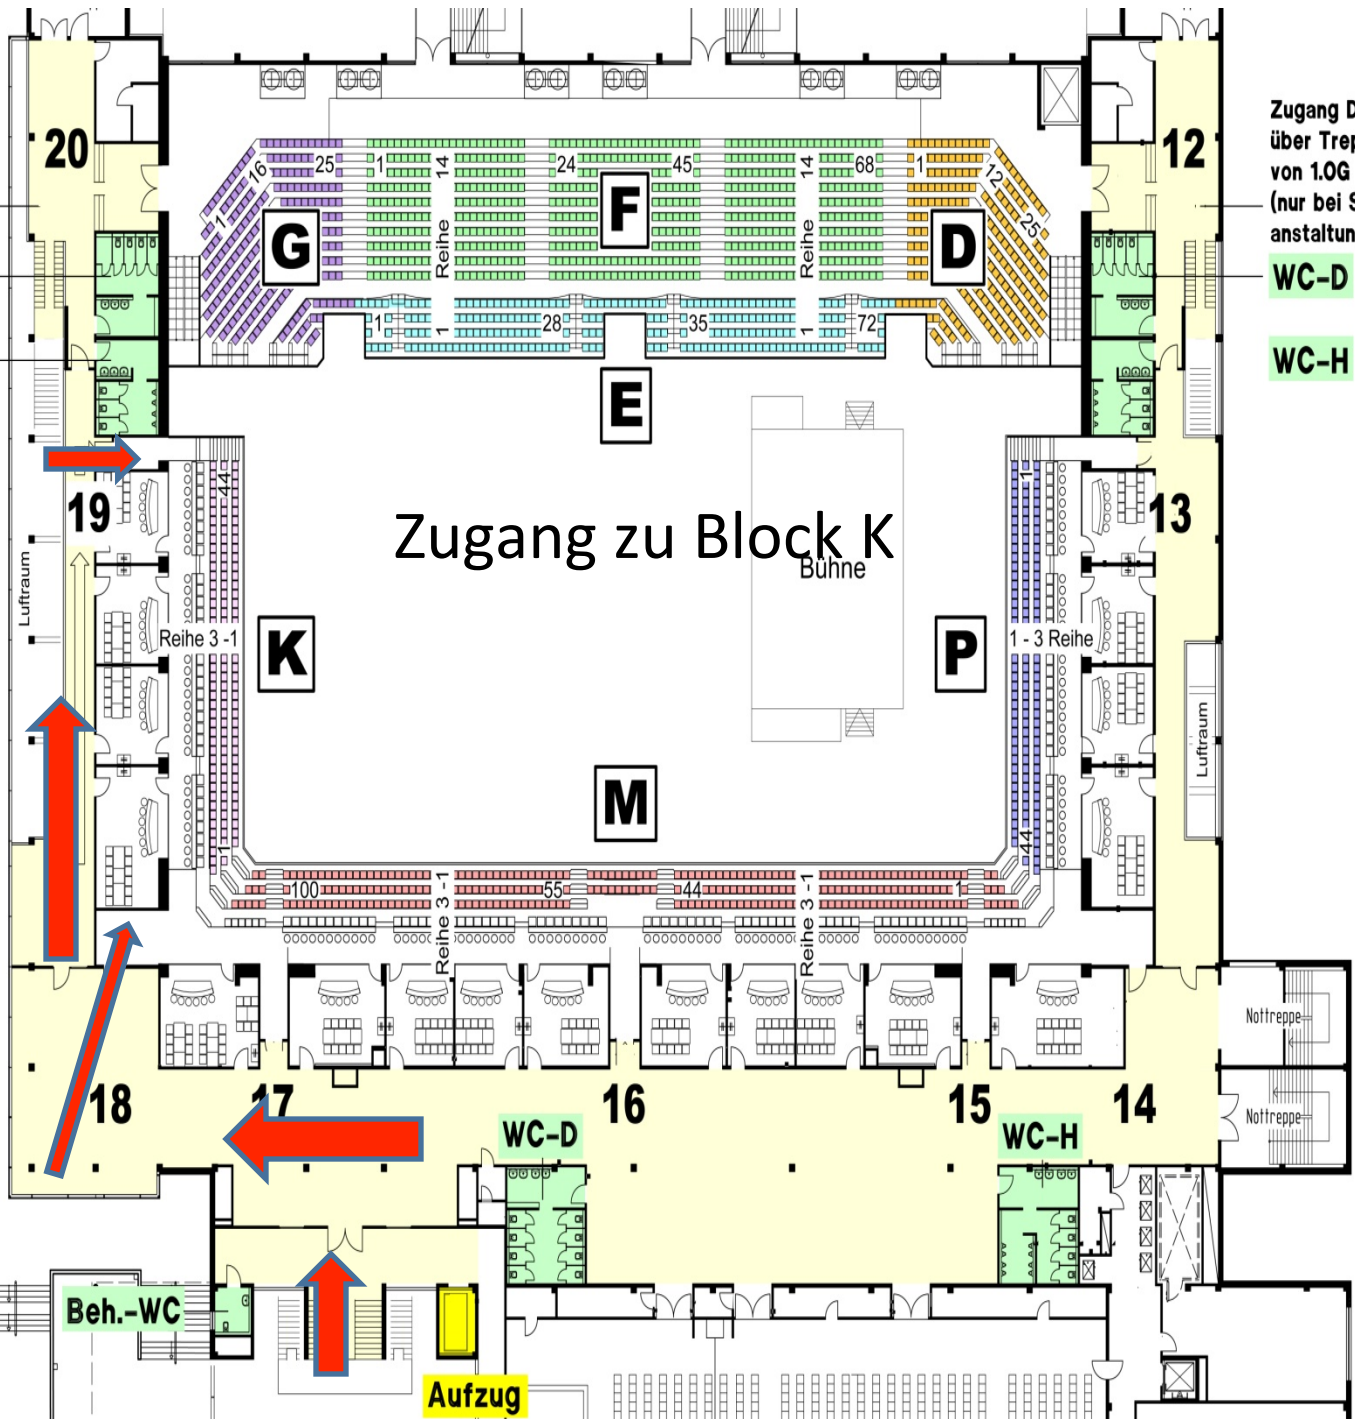 20
12
Zugang D
über Trep
von 1.OG
(nur bei S
anstaltun
16
25
1
14
24
45
14
68
1
12
1
G
Reihe
F
Reihe
D
25
WC-D
1
1
28
35
1
72
WC-H
E
44
1
19
Zugang zu Block K
13
Bühne
Luftraum
Reihe 3 -1
K
P
1 - 3 Reihe
Luftraum
M
1
44
100
Reihe 3 -1
55
44
Reihe 3 -1
1
Nottreppe
18
17
16
15
14
Nottreppe
WC-D
WC-H
Beh.-WC
Aufzug